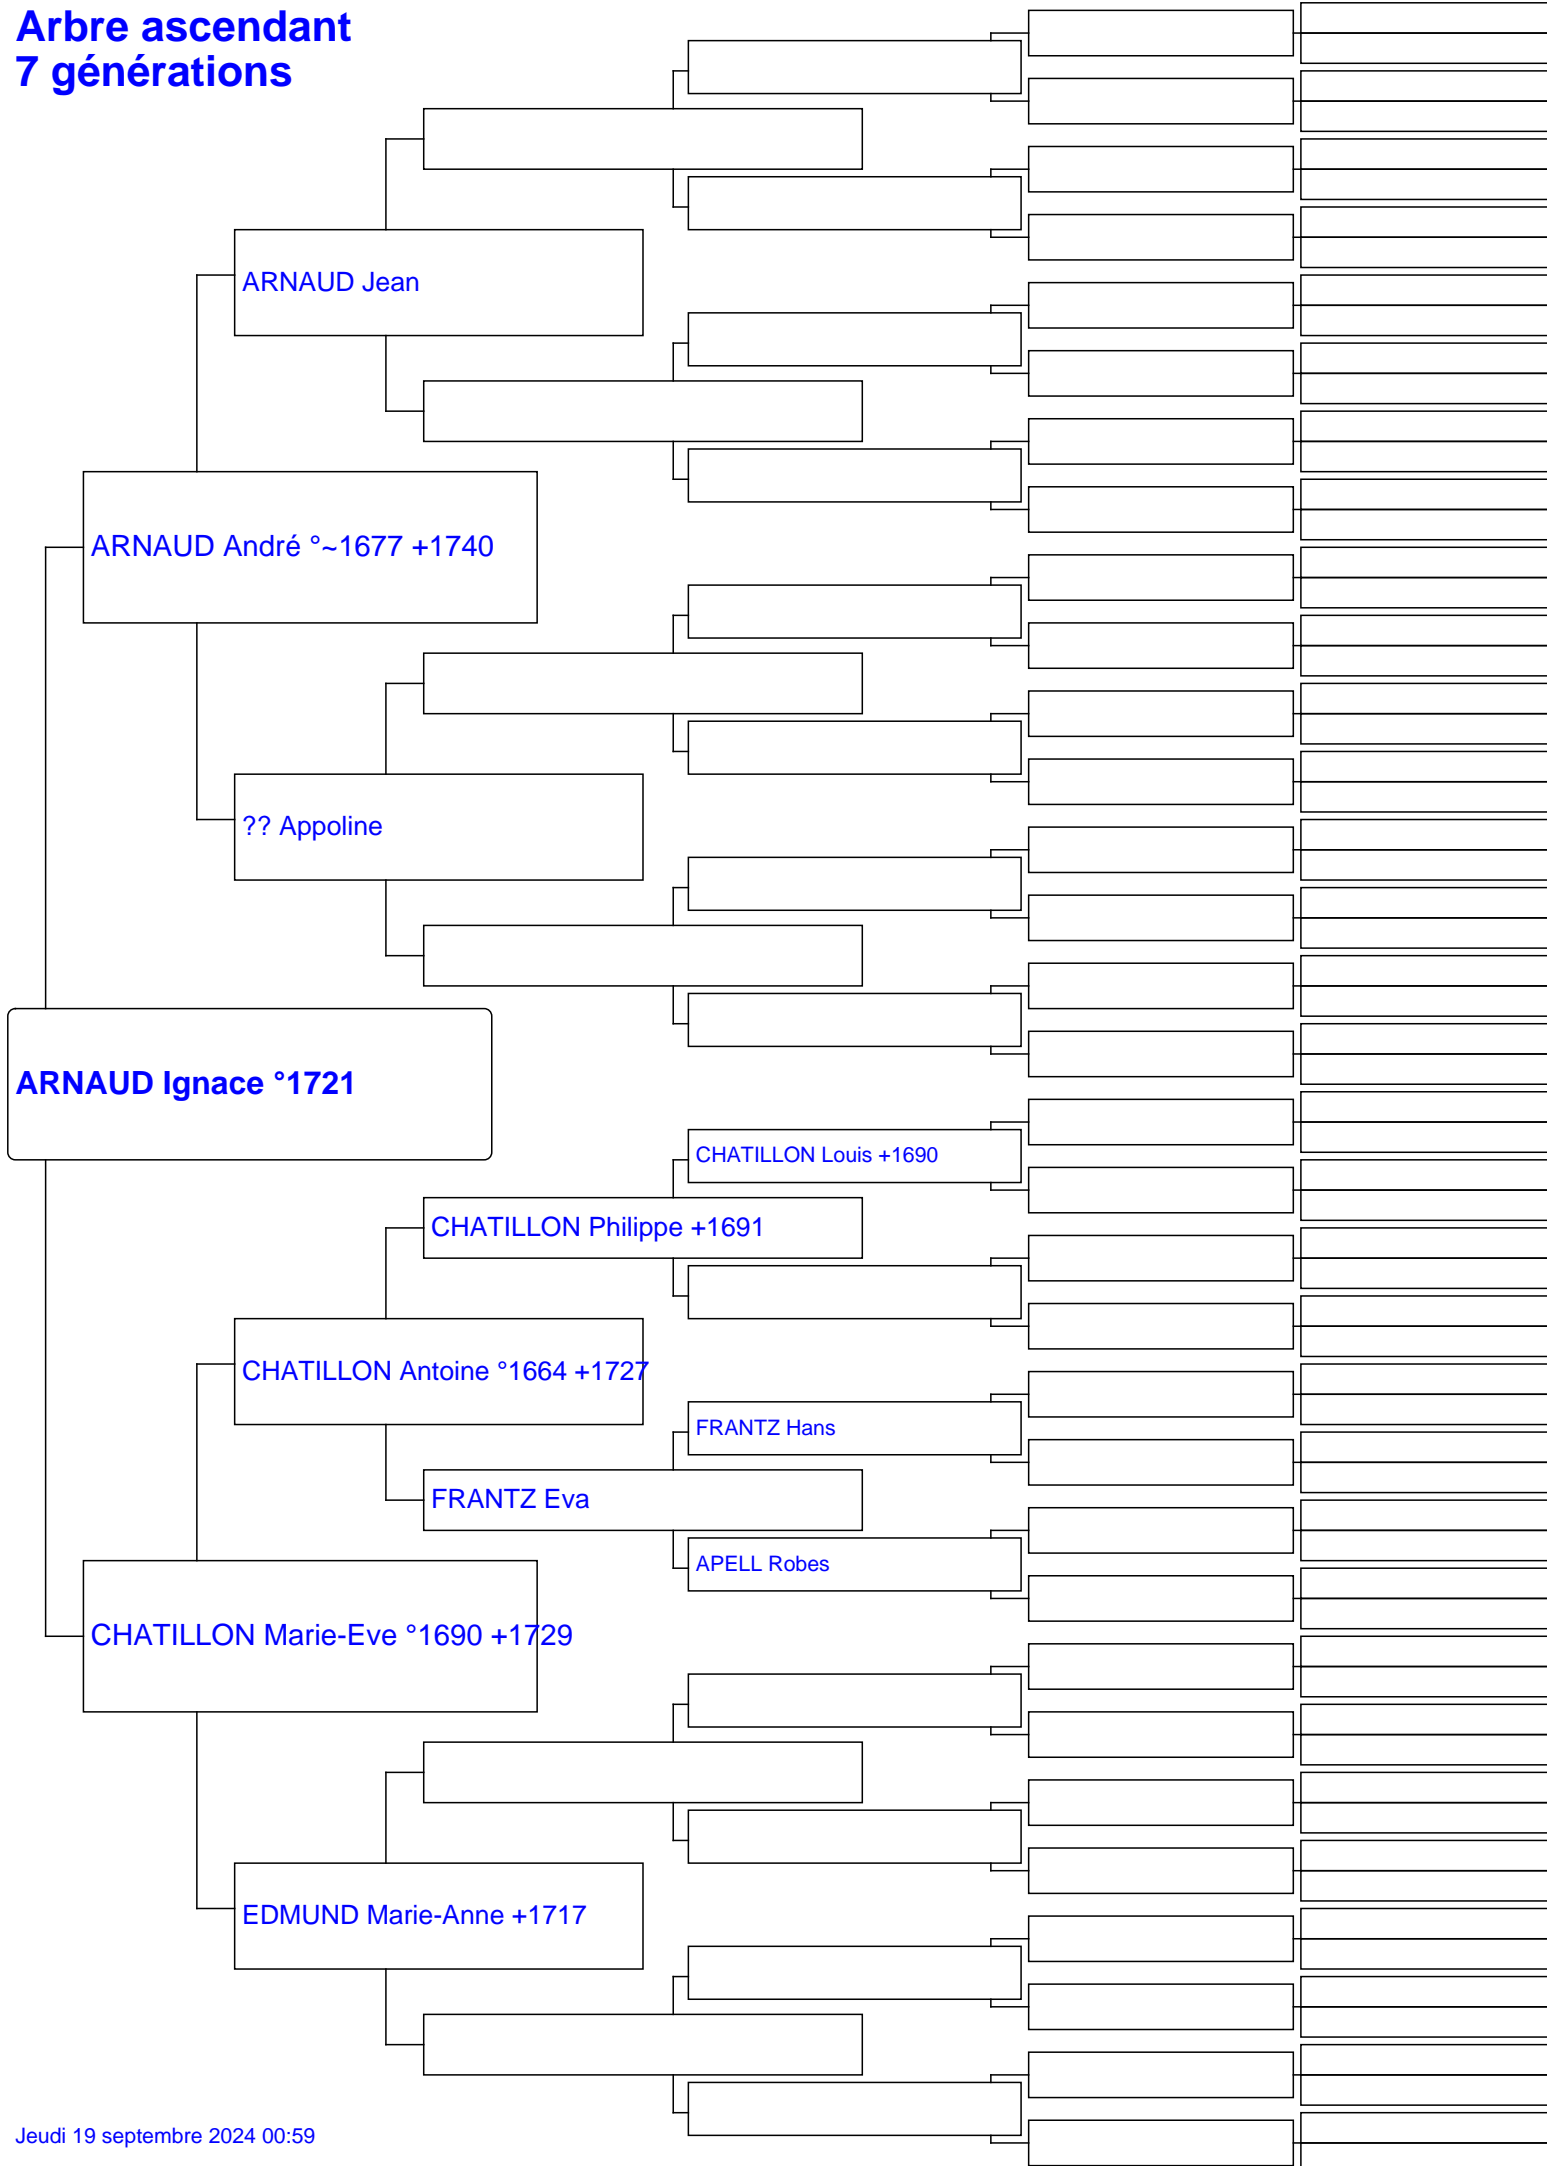 Arbre ascendant
7 générations
ARNAUD Jean
ARNAUD André °~1677 +1740
?? Appoline
ARNAUD Ignace °1721
CHATILLON Louis +1690
CHATILLON Philippe +1691
CHATILLON Antoine °1664 +1727
FRANTZ Hans
FRANTZ Eva
APELL Robes
CHATILLON Marie-Eve °1690 +1729
EDMUND Marie-Anne +1717
Jeudi 19 septembre 2024 00:59